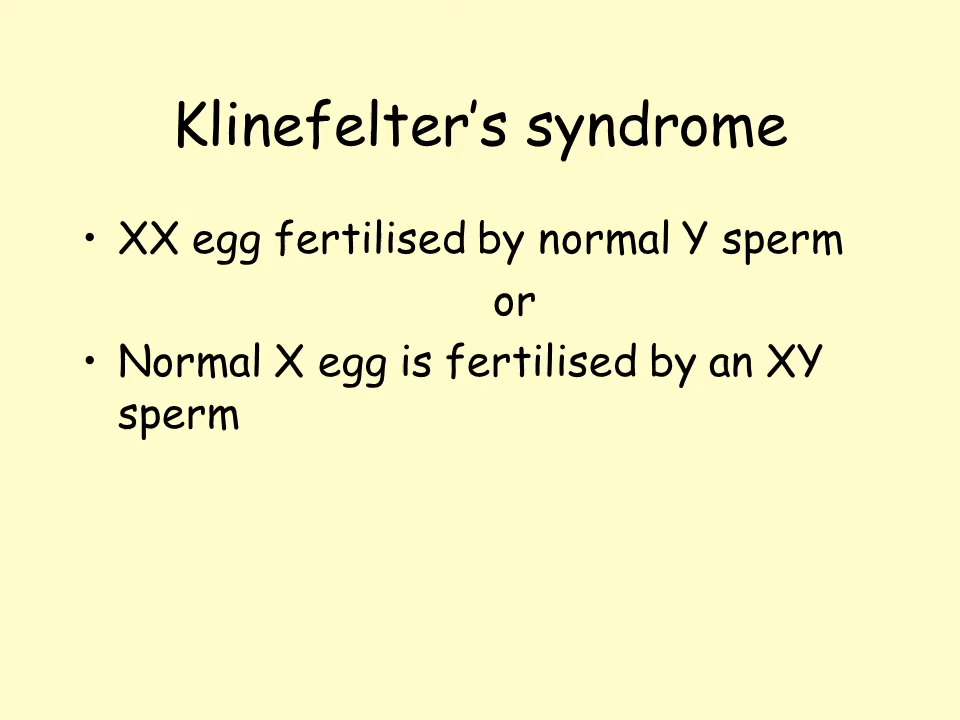 Klinefelter’s syndrome
• XX egg fertilised by normal Y sperm
or
• Normal X egg is fertilised by an XY
sperm